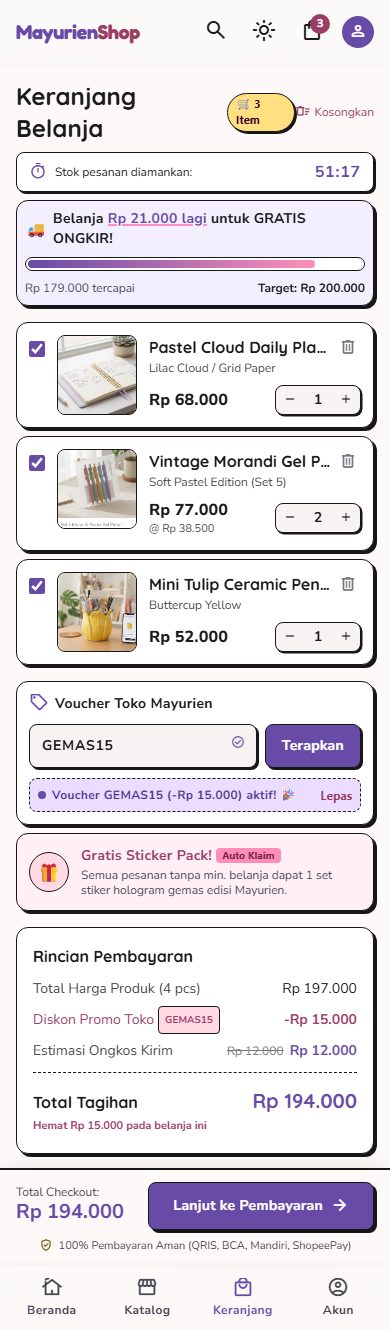 MayurienShop
3
Keranjang
Belanja
🛒 3
Item
Kosongkan
Stok pesanan diamankan:
51:17
🚚 Belanja Rp 21.000 lagi untuk GRATIS
ONGKIR!
Rp 179.000 tercapai
Target: Rp 200.000
Pastel Cloud Daily Pla...
Lilac Cloud / Grid Paper
Rp 68.000
− 1 +
Vintage Morandi Gel P...
Soft Pastel Edition (Set 5)
Rp 77.000
− 2 +
@ Rp 38.500
Mini Tulip Ceramic Pen...
Buttercup Yellow
Rp 52.000
− 1 +
Voucher Toko Mayurien
GEMAS15
Terapkan
Voucher GEMAS15 (-Rp 15.000) aktif! 🎉
Lepas
Gratis Sticker Pack! Auto Klaim
Semua pesanan tanpa min. belanja dapat 1 set
stiker hologram gemas edisi Mayurien.
Rincian Pembayaran
Total Harga Produk (4 pcs)
Rp 197.000
Diskon Promo Toko GEMAS15
-Rp 15.000
Estimasi Ongkos Kirim
Rp 12.000 Rp 12.000
Total Tagihan
Rp 194.000
Hemat Rp 15.000 pada belanja ini
Total Checkout:
Rp 194.000
Lanjut ke Pembayaran →
100% Pembayaran Aman (QRIS, BCA, Mandiri, ShopeePay)
Beranda
Katalog
Keranjang
Akun